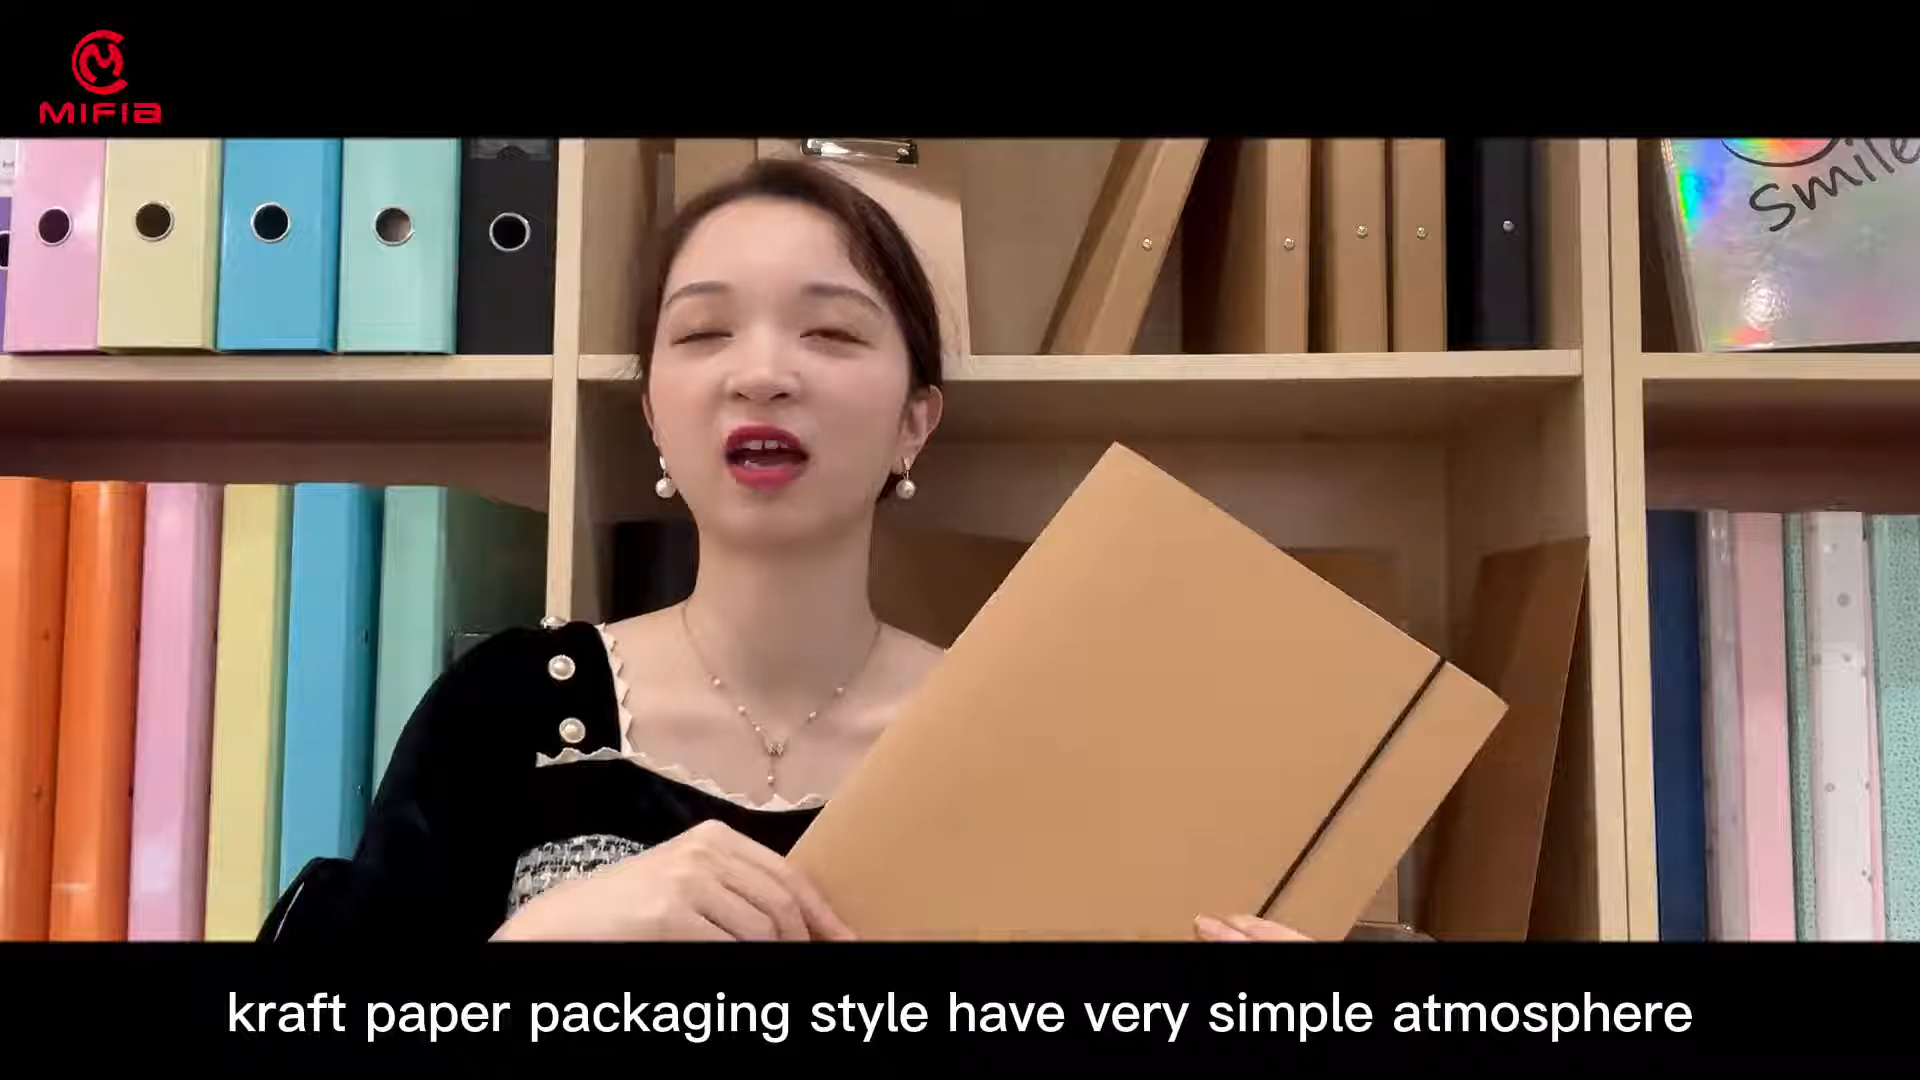 MIFIA
smile
kraft paper packaging style have very simple atmosphere